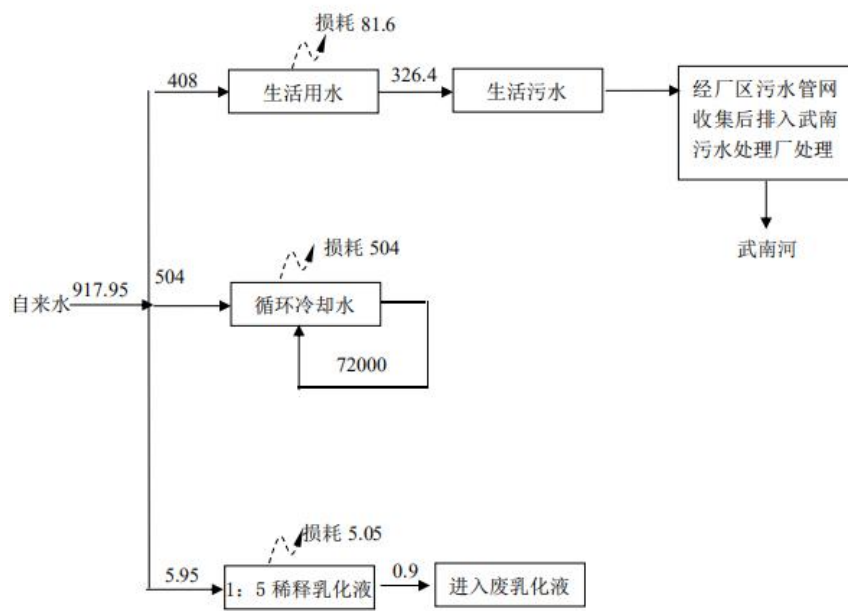 损耗 81.6
408
生活用水
326.4
生活污水
经厂区污水管网
收集后排入武南
污水处理厂处理
武南河
损耗 504
自来水
917.95
504
循环冷却水
72000
损耗 5.05
5.95
1：5 稀释乳化液
0.9
进入废乳化液